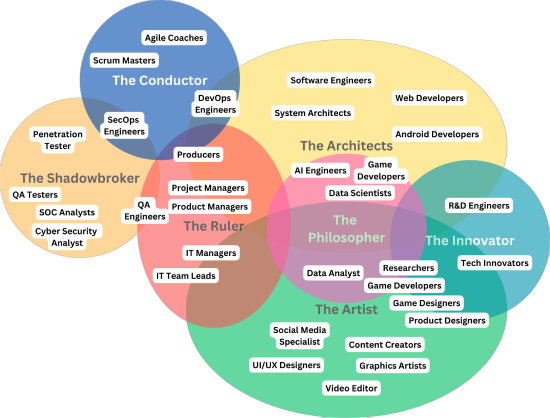 Agile Coaches
Scrum Masters
The Conductor
Software Engineers
DevOps
Engineers
Web Developers
System Architects
SecOps
Engineers
Penetration
Tester
Android Developers
The Architects
Producers
Game
Developers
AI Engineers
The Shadowbroker
Project Managers
Data Scientists
QA Testers
QA
Engineers
Product Managers
R&D Engineers
SOC Analysts
The Ruler
The
Philosopher
Cyber Security
Analyst
The Innovator
IT Managers
Tech Innovators
IT Team Leads
Data Analyst
Researchers
Game Developers
Game Designers
The Artist
Product Designers
Social Media
Specialist
Content Creators
UI/UX Designers
Graphics Artists
Video Editor